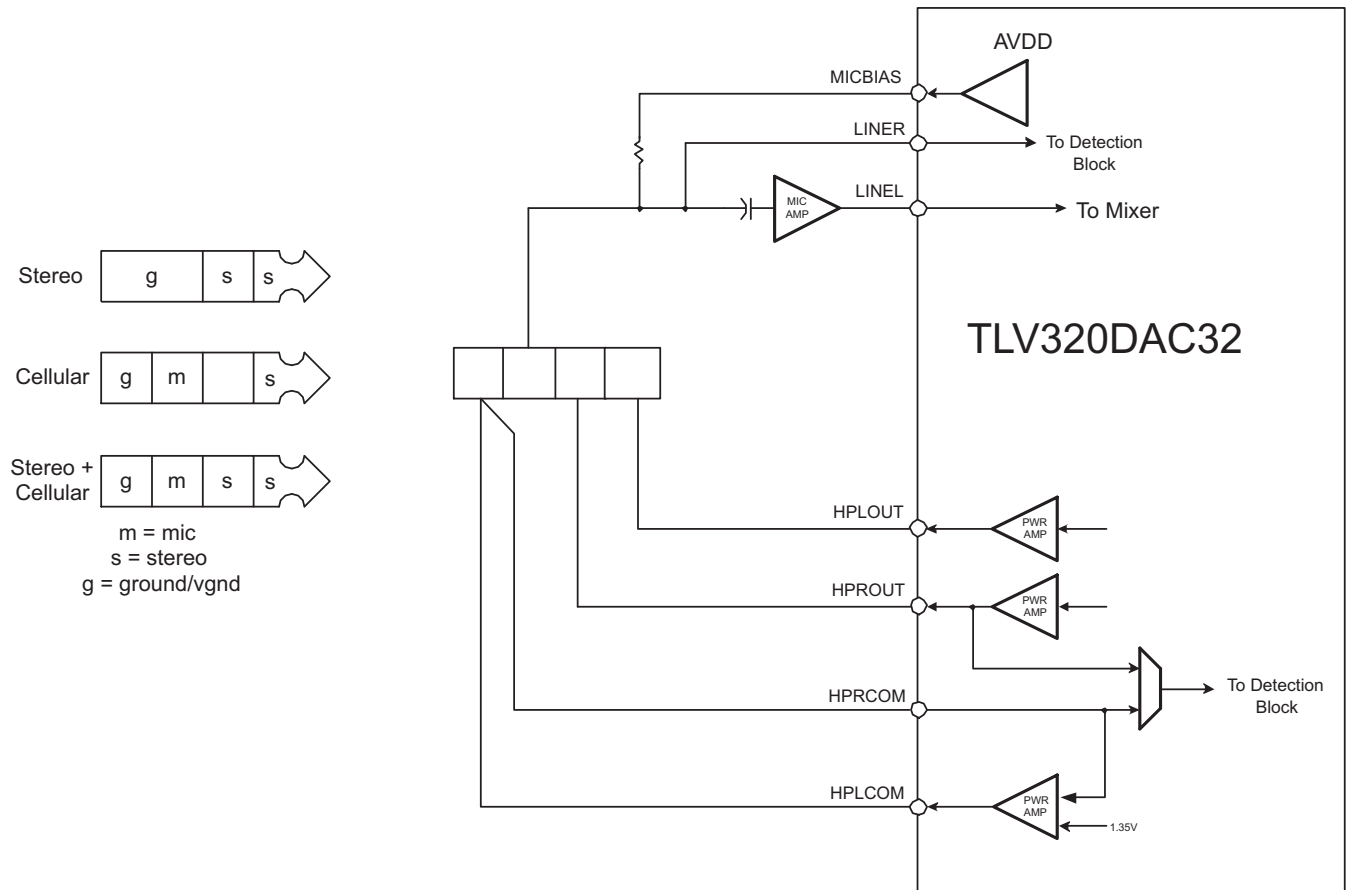 AVDD
MICBIAS
LINER
To Detection
Block
MIC
AMP
LINEL
To Mixer
Stereo
g
s
s
TLV320DAC32
Cellular
g
m
s
Stereo +
Cellular
g
m
s
s
m = mic
s = stereo
g = ground/vgnd
HPLOUT
PWR
AMP
HPROUT
PWR
AMP
HPRCOM
To Detection
Block
HPLCOM
PWR
AMP
1.35V